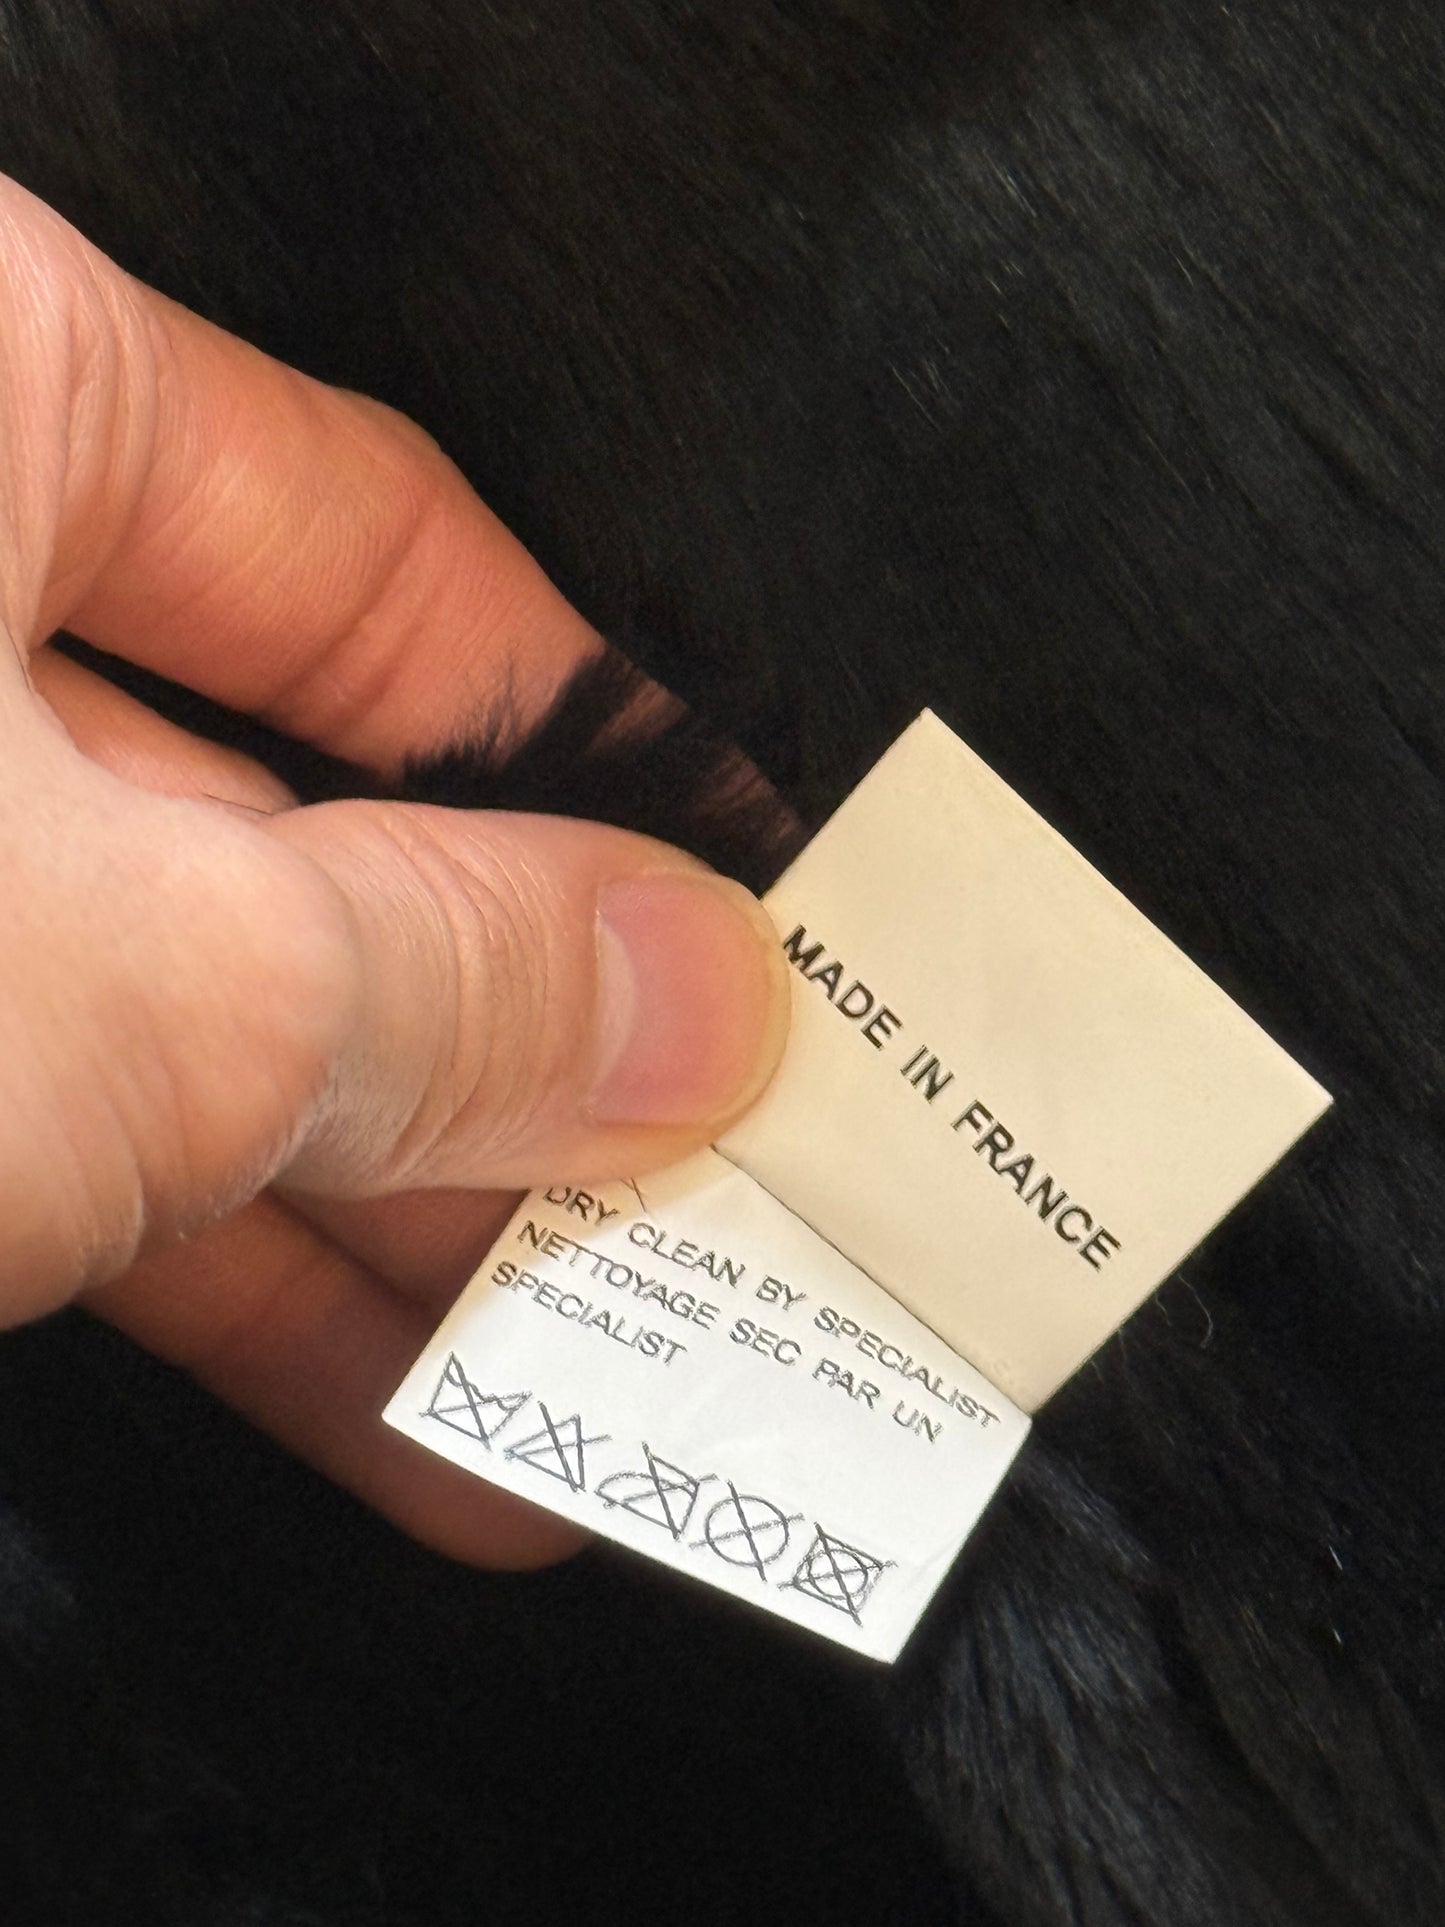 MADE IN FRANCE
DRY CLEAN BY SPECIALIST
NETTOYAGE SEC PAR UN
SPECIALIST